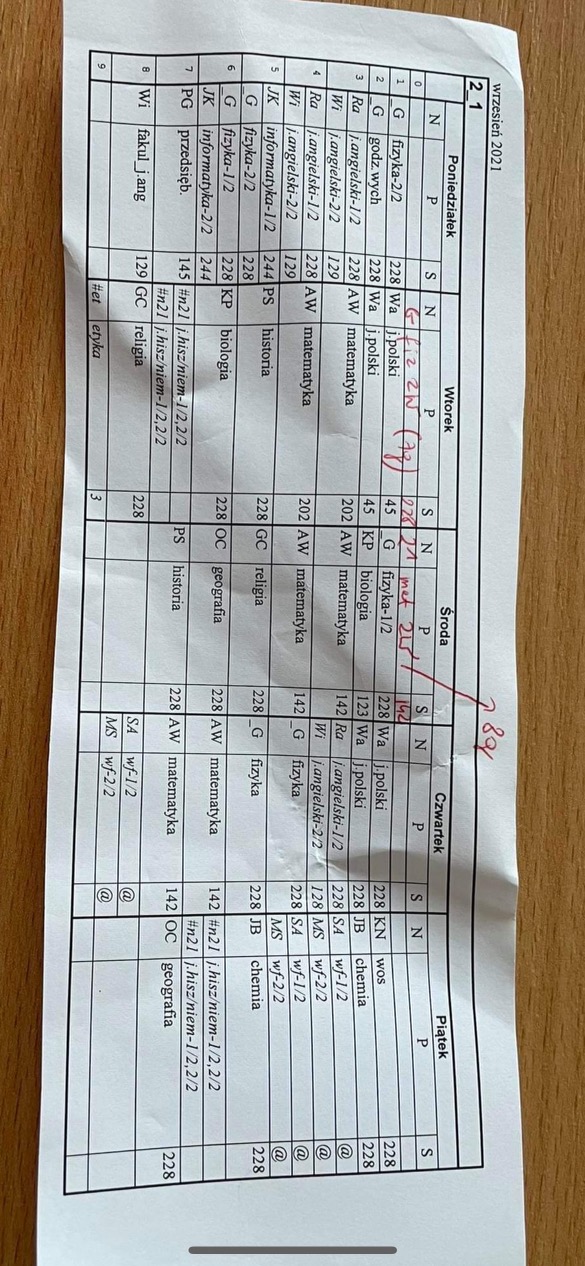 wrzesień 2021
2_1
Poniedziałek Wtorek Środa Czwartek Piątek
N P S N P S N P S N P S N P S
0 G fiz 2W (7g) 228 21 mat 142 8g
1 _G fizyka-2/2 228 Wa j.polski 45 _G fizyka-1/2 228 Wa j.polski 228 KN wos 228
2 _G godz.wych 228 Wa j.polski 45 KP biologia 123 Wa j.polski 228 JB chemia 228
3 Ra j.angielski-1/2 228 AW matematyka 202 AW matematyka 142 Ra j.angielski-1/2 228 SA wf-1/2 @
Wi j.angielski-2/2 129 Wi j.angielski-2/2 128 MS wf-2/2 @
4 Ra j.angielski-1/2 228 AW matematyka 202 AW matematyka 142 _G fizyka 228 SA wf-1/2 @
Wi j.angielski-2/2 129 MS wf-2/2 @
5 JK informatyka-1/2 244 PS historia 228 GC religia 228 _G fizyka 228 JB chemia 228
_G fizyka-2/2 228
6 _G fizyka-1/2 228 KP biologia 228 OC geografia 228 AW matematyka 142 #n21 j.hisz/niem-1/2,2/2
JK informatyka-2/2 244 #n21 j.hisz/niem-1/2,2/2
7 PG przedsięb. 145 #n21 j.hisz/niem-1/2,2/2 PS historia 228 AW matematyka 142 OC geografia 228
#n21 j.hisz/niem-1/2,2/2
8 Wi fakul_j.ang 129 GC religia 228 SA wf-1/2 @
MS wf-2/2 @
9 #et etyka 3